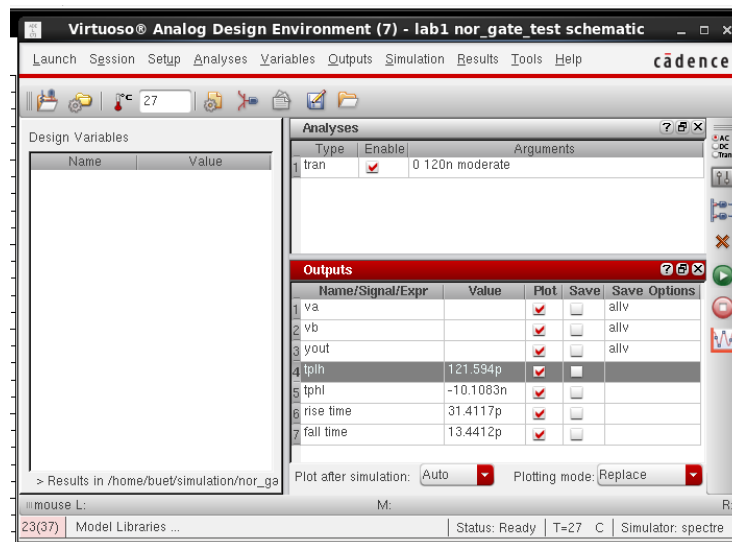 Virtuoso® Analog Design Environment (7) - lab1 nor_gate_test schematic
Launch Session Setup Analyses Variables Outputs Simulation Results Tools Help cādence
27
Design Variables
Name Value
> Results in /home/buet/simulation/nor_ga
Analyses
Type Enable Arguments
1 tran 0 120n moderate
Outputs
Name/Signal/Expr Value Plot Save Save Options
1 va allv
2 vb allv
3 yout allv
4 tplh 121.594p
5 tphl -10.1083n
6 rise time 31.4117p
7 fall time 13.4412p
Plot after simulation: Auto Plotting mode: Replace
AC
DC
Tran
mouse L: M: R:
23(37) Model Libraries ... Status: Ready T=27 C Simulator: spectre